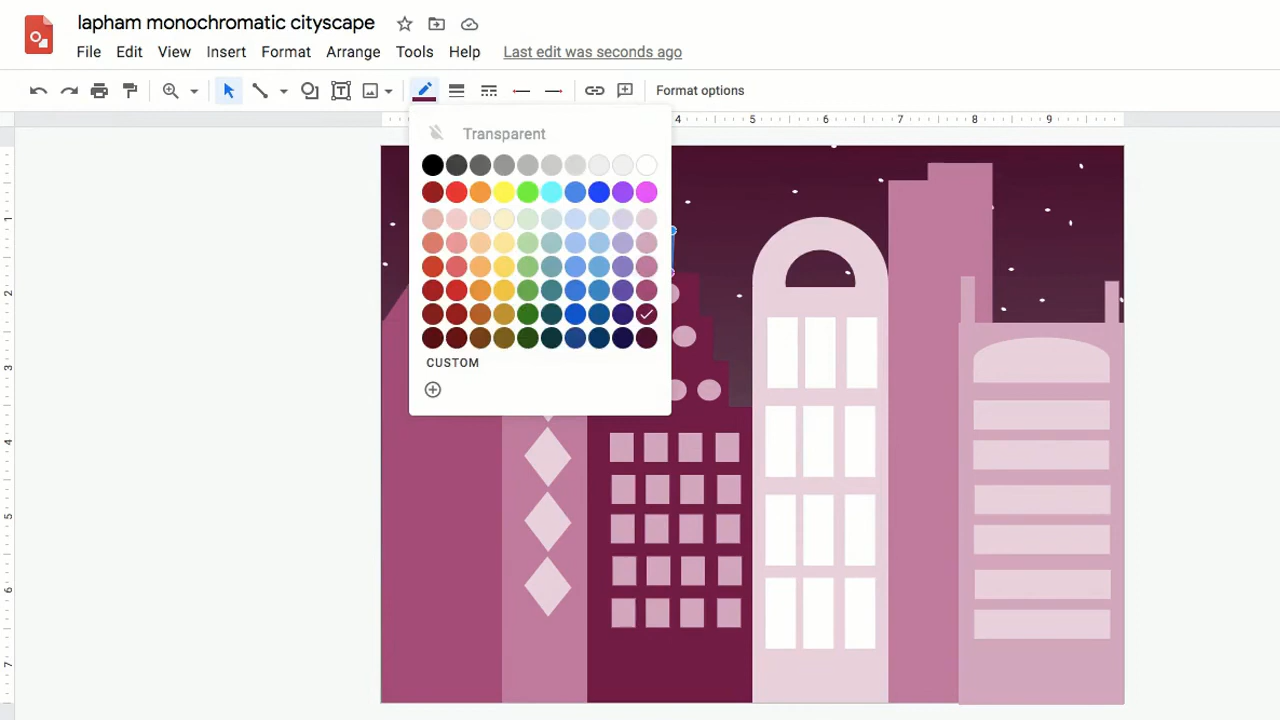 lapham monochromatic cityscape
File Edit View Insert Format Arrange Tools Help Last edit was seconds ago
Format options
4 5 6 7 8 9
Transparent
CUSTOM
1
2
3
4
5
6
7